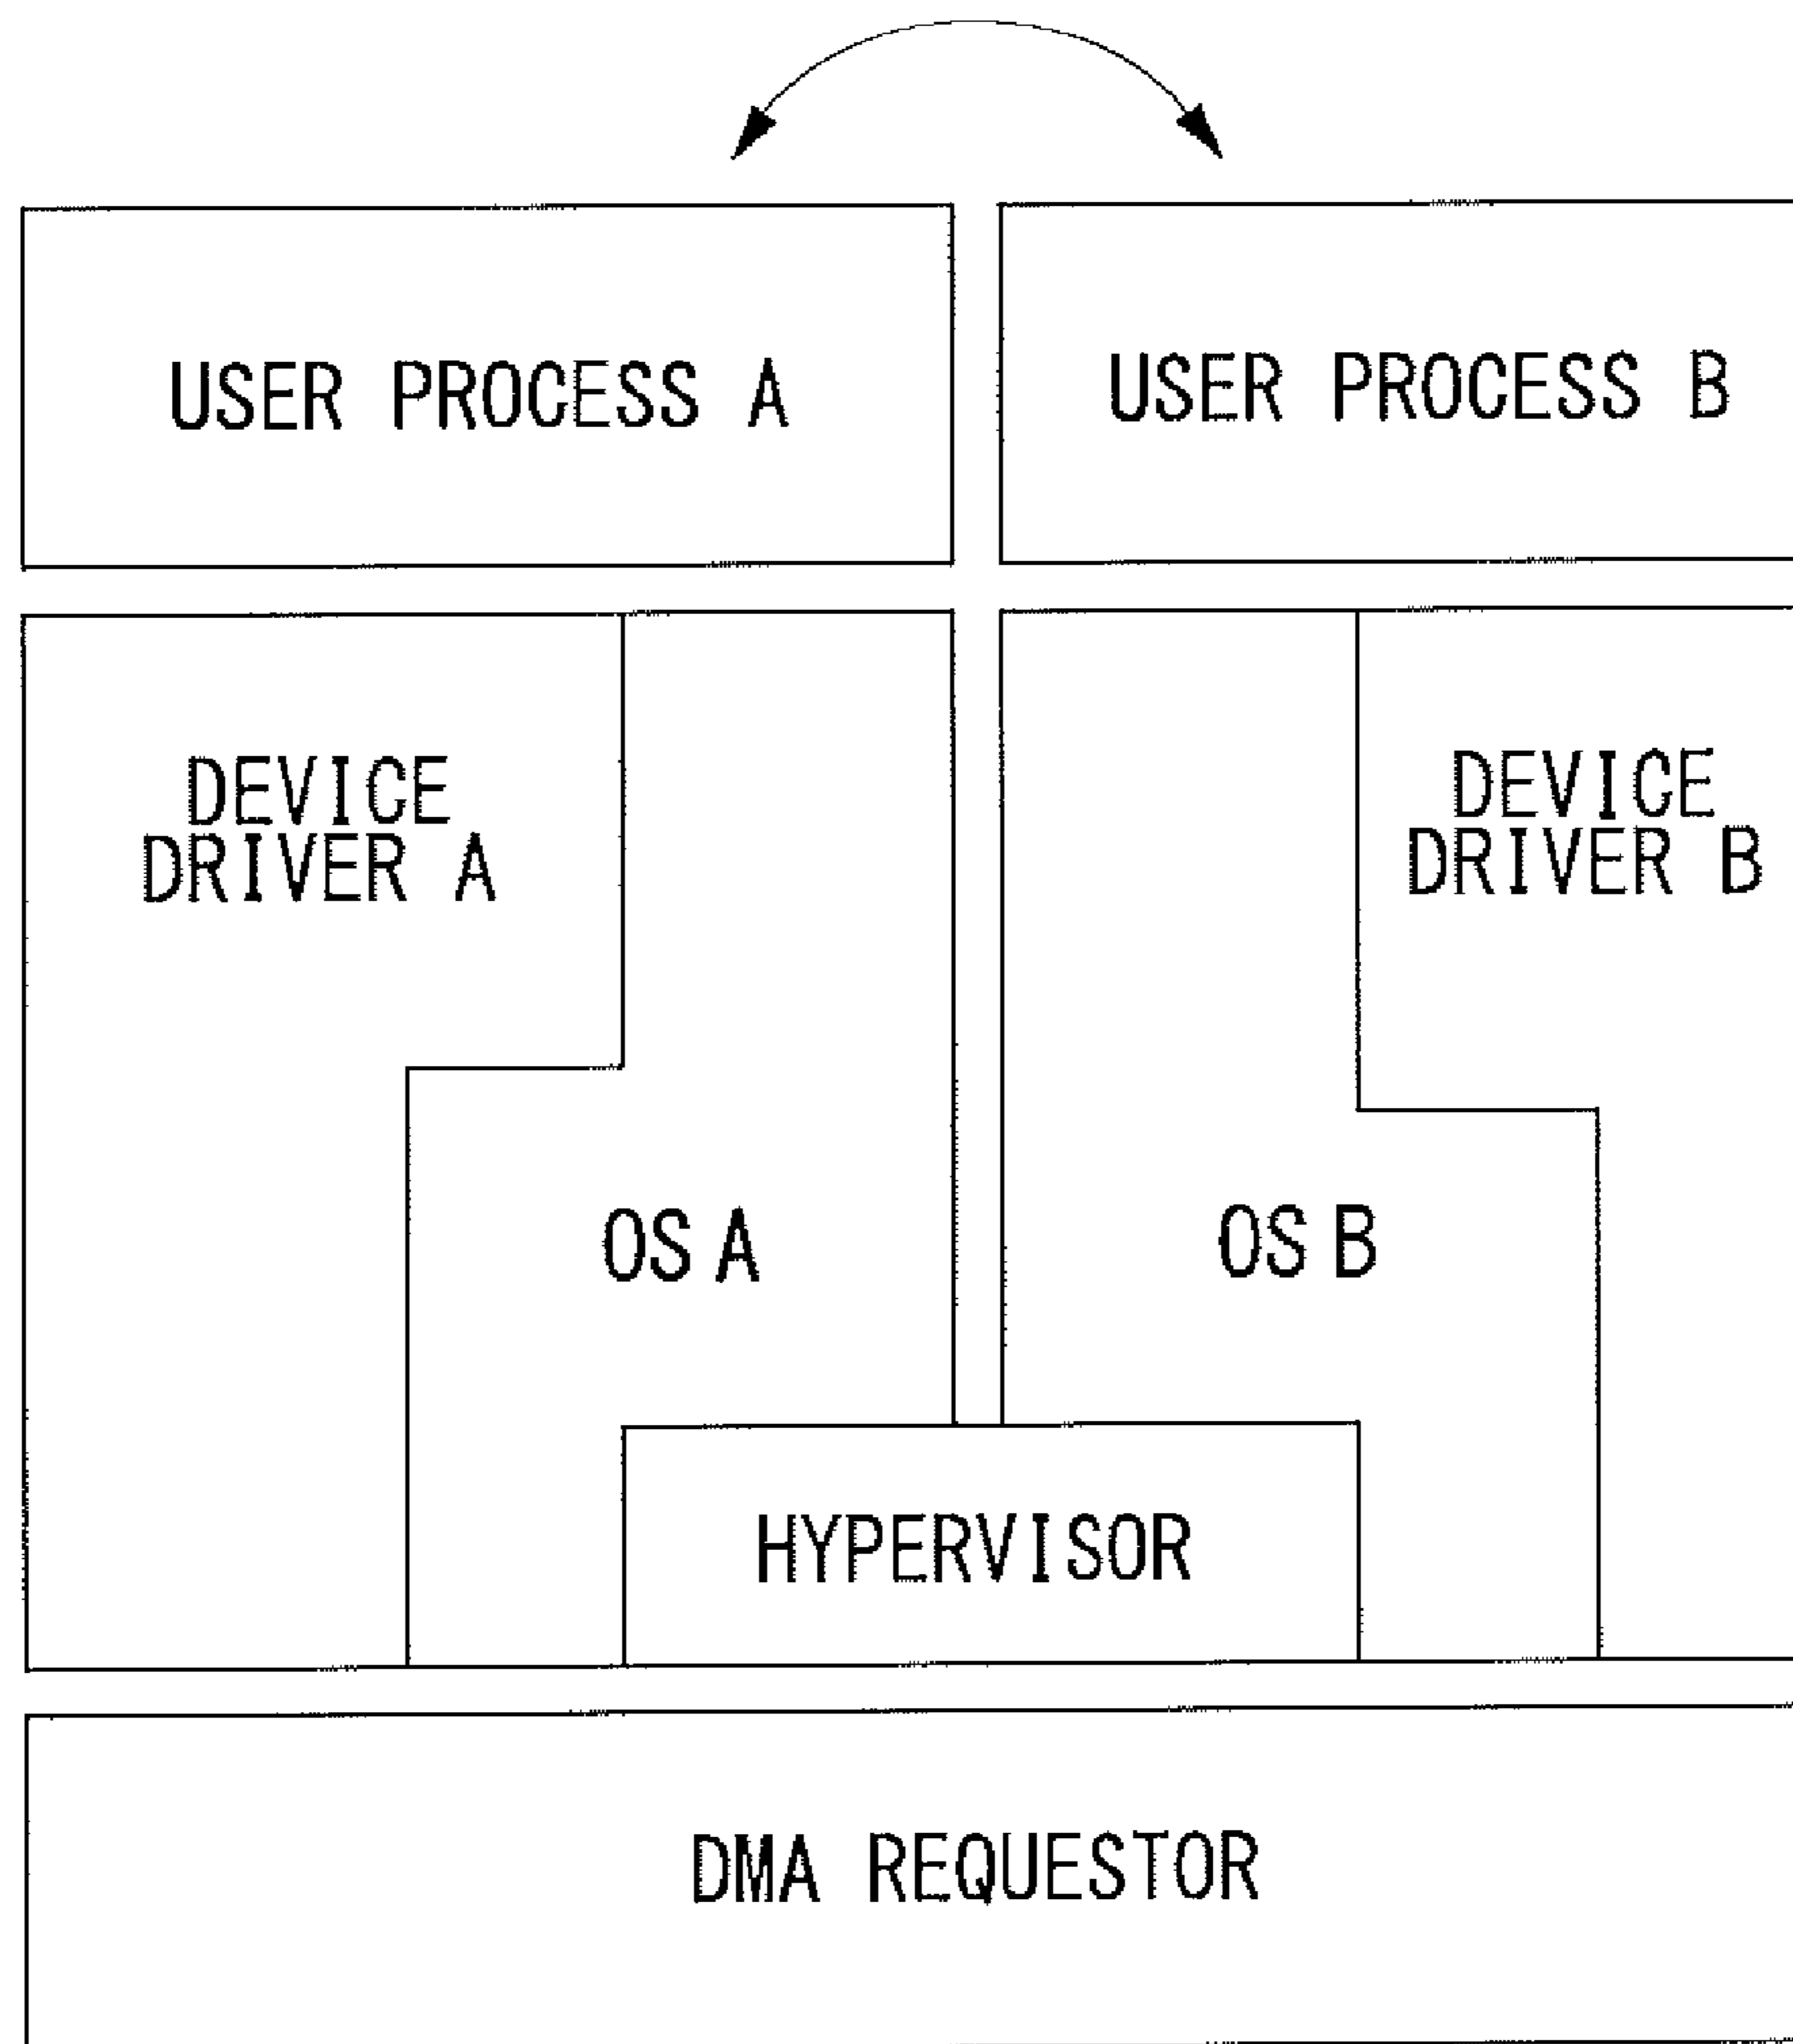 USER PROCESS A
USER PROCESS B
DEVICE
DRIVER A
DEVICE
DRIVER B
OS A
OS B
HYPERVISOR
DMA REQUESTOR